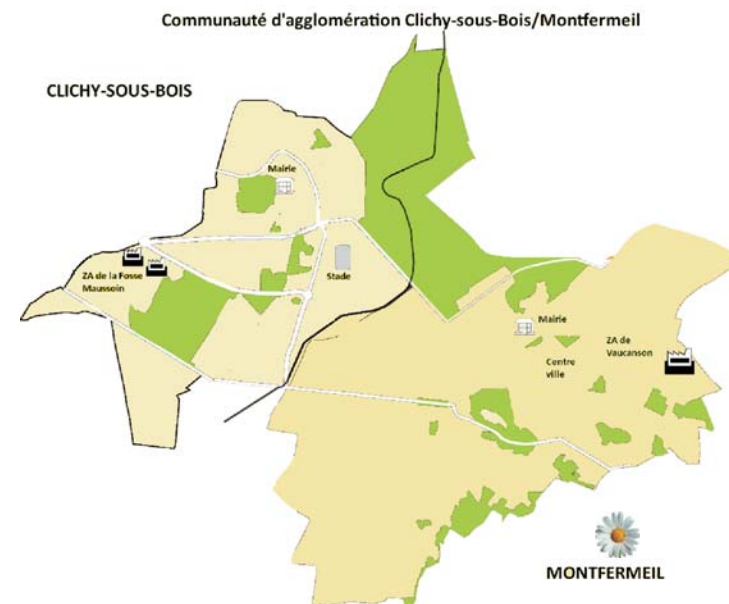 Communauté d'agglomération Clichy-sous-Bois/Montfermeil
CLICHY-SOUS-BOIS
Mairie
ZA de la Fosse
Maussoin
Stade
Mairie
ZA de
Vaucanson
Centre
ville
MONTFERMEIL